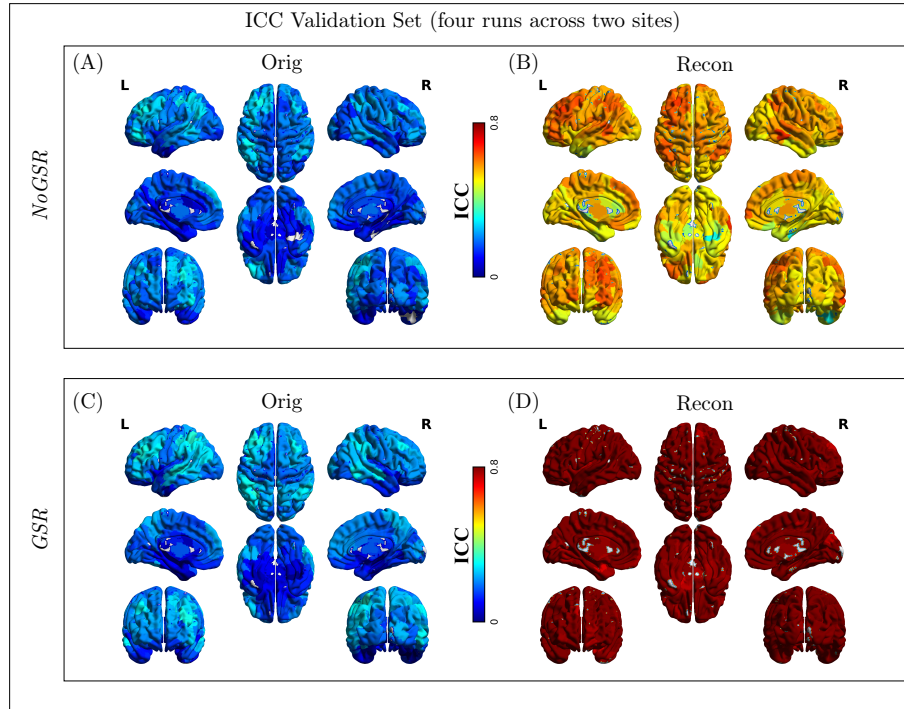 ICC Validation Set (four runs across two sites)
(A) Orig (B) Recon
L R L R
NoGSR
ICC
0.8
0
(C) Orig (D) Recon
L R L R
GSR
ICC
0.8
0